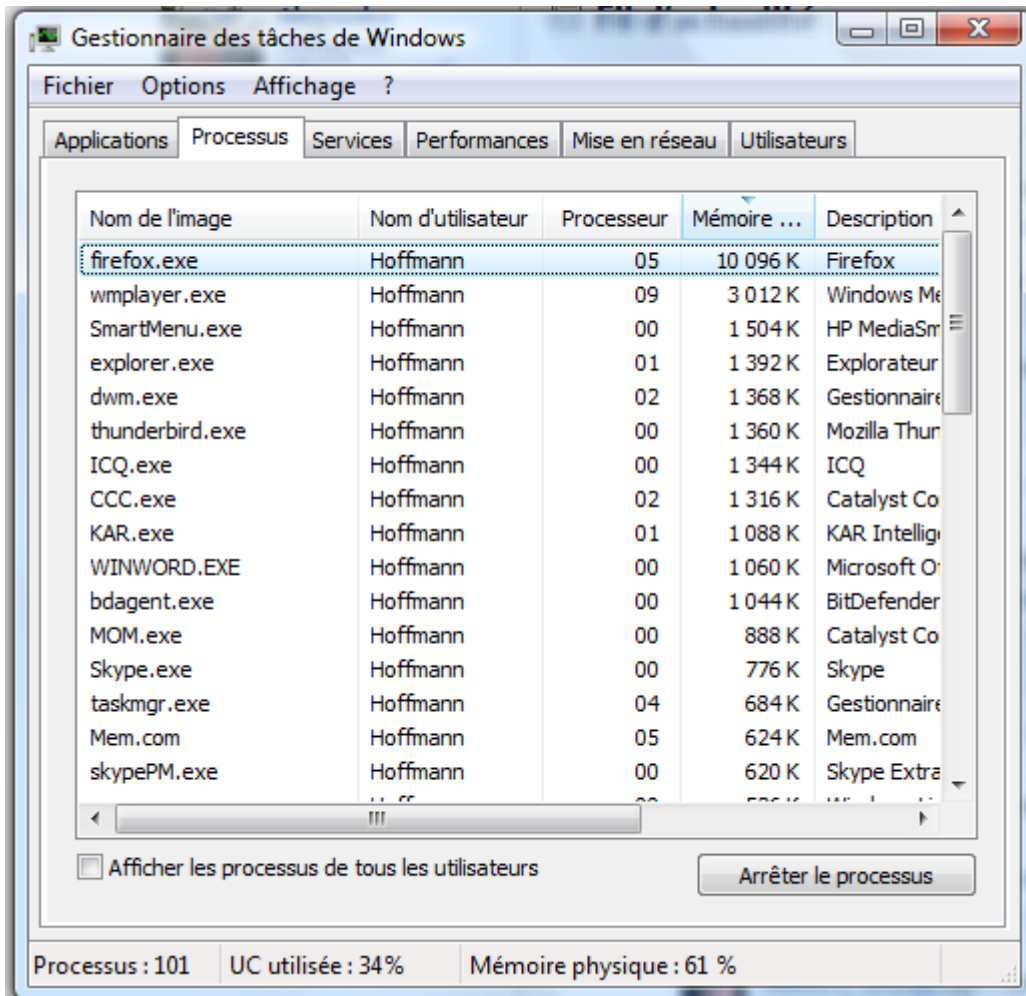 Gestionnaire des tâches de Windows
Fichier Options Affichage ?
Applications Processus Services Performances Mise en réseau Utilisateurs
Nom de l'image Nom d'utilisateur Processeur Mémoire ... Description
firefox.exe Hoffmann 05 10 096 K Firefox
wmplayer.exe Hoffmann 09 3 012 K Windows Me
SmartMenu.exe Hoffmann 00 1 504 K HP MediaSm
explorer.exe Hoffmann 01 1 392 K Explorateur
dwm.exe Hoffmann 02 1 368 K Gestionnaire
thunderbird.exe Hoffmann 00 1 360 K Mozilla Thun
ICQ.exe Hoffmann 00 1 344 K ICQ
CCC.exe Hoffmann 02 1 316 K Catalyst Co
KAR.exe Hoffmann 01 1 088 K KAR Intellig
WINWORD.EXE Hoffmann 00 1 060 K Microsoft O
bdagent.exe Hoffmann 00 1 044 K BitDefender
MOM.exe Hoffmann 00 888 K Catalyst Co
Skype.exe Hoffmann 00 776 K Skype
taskmgr.exe Hoffmann 04 684 K Gestionnaire
Mem.com Hoffmann 05 624 K Mem.com
skypePM.exe Hoffmann 00 620 K Skype Extra
Afficher les processus de tous les utilisateurs
Arrêter le processus
Processus : 101 UC utilisée : 34% Mémoire physique : 61 %